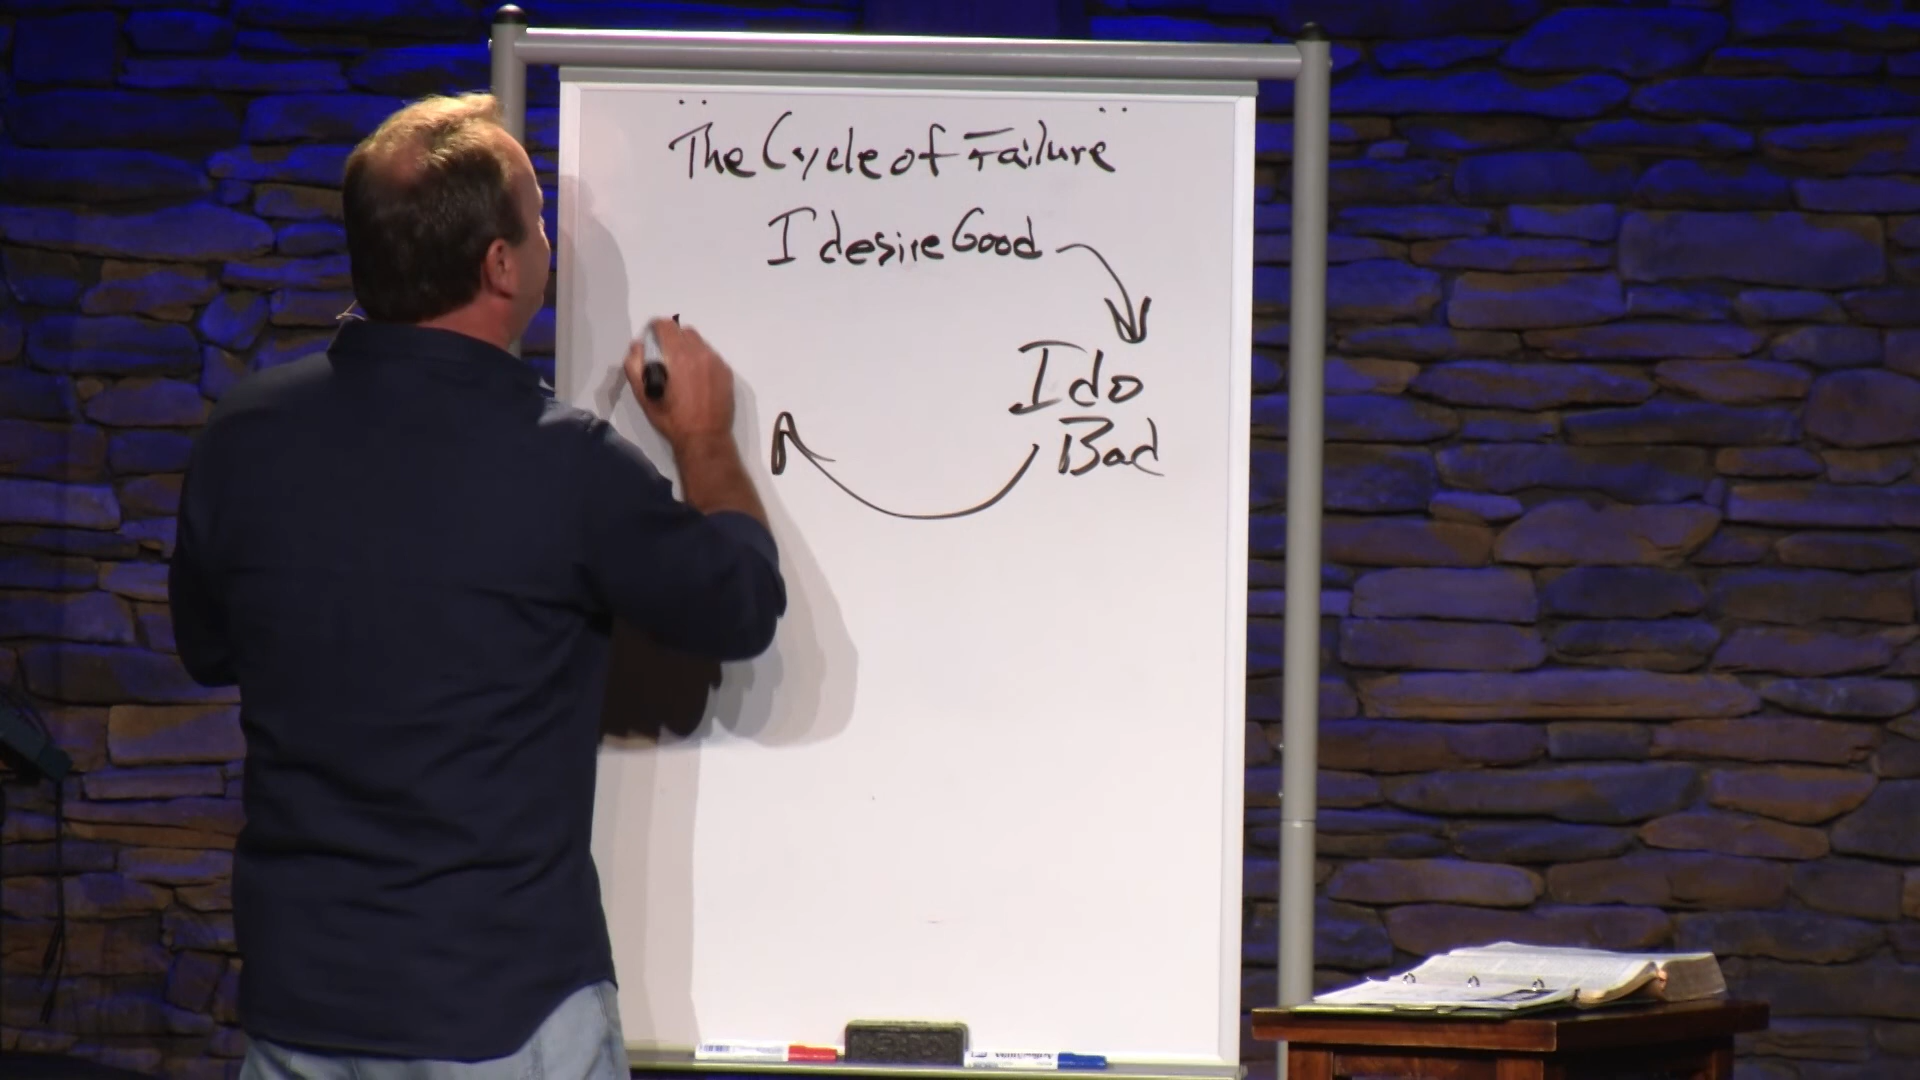 "The Cycle of Failure"
I desire Good
I do
Bad